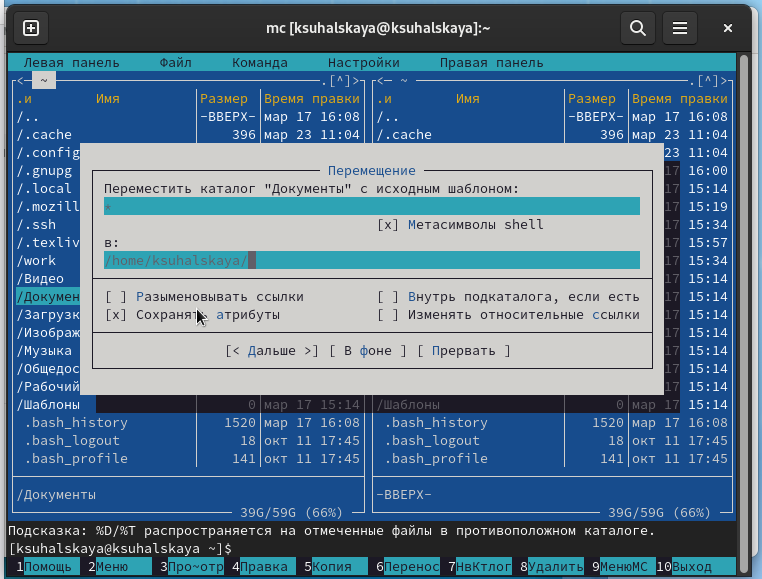 mc [ksuhalskaya@ksuhalskaya]:~
Левая панель Файл Команда Настройки Правая панель
<— ~ .[^]> <— ~ .[^]>
.и Имя Размер Время правки .и Имя Размер Время правки
/.. -ВВЕРХ- мар 17 16:08 /.. -ВВЕРХ- мар 17 16:08
/.cache 396 мар 23 11:04 /.cache 396 мар 23 11:04
/.config 23 11:04
Перемещение
/.gnupg 17 16:00
/.local Переместить каталог "Документы" с исходным шаблоном: 17 15:14
/.mozill * 17 15:19
/.ssh [x] Метасимволы shell 17 15:34
/.texliv в: 17 15:57
/work /home/ksuhalskaya/ 17 15:34
/Видео 17 15:14
/Докумен [ ] Разыменовывать ссылки [ ] Внутрь подкаталога, если есть 17 15:14
/Загрузк [x] Сохранять атрибуты [ ] Изменять относительные ссылки 17 15:14
/Изображ 17 15:14
/Музыка [< Дальше >] [ В фоне ] [ Прервать ] 17 15:14
/Общедос 17 15:14
/Рабочий 17 15:14
/Шаблоны 0 мар 17 15:14 /Шаблоны 0 мар 17 15:14
.bash_history 1520 мар 17 16:08 .bash_history 1520 мар 17 16:08
.bash_logout 18 окт 11 17:45 .bash_logout 18 окт 11 17:45
.bash_profile 141 окт 11 17:45 .bash_profile 141 окт 11 17:45
/Документы -ВВЕРХ-
39G/59G (66%) 39G/59G (66%)
Подсказка: %D/%T распространяется на отмеченные файлы в противоположном каталоге.
[ksuhalskaya@ksuhalskaya ~]$
1Помощь 2Меню 3Про~отр 4Правка 5Копия 6Перенос 7НвКтлог 8Удалить 9МенюМС 10Выход